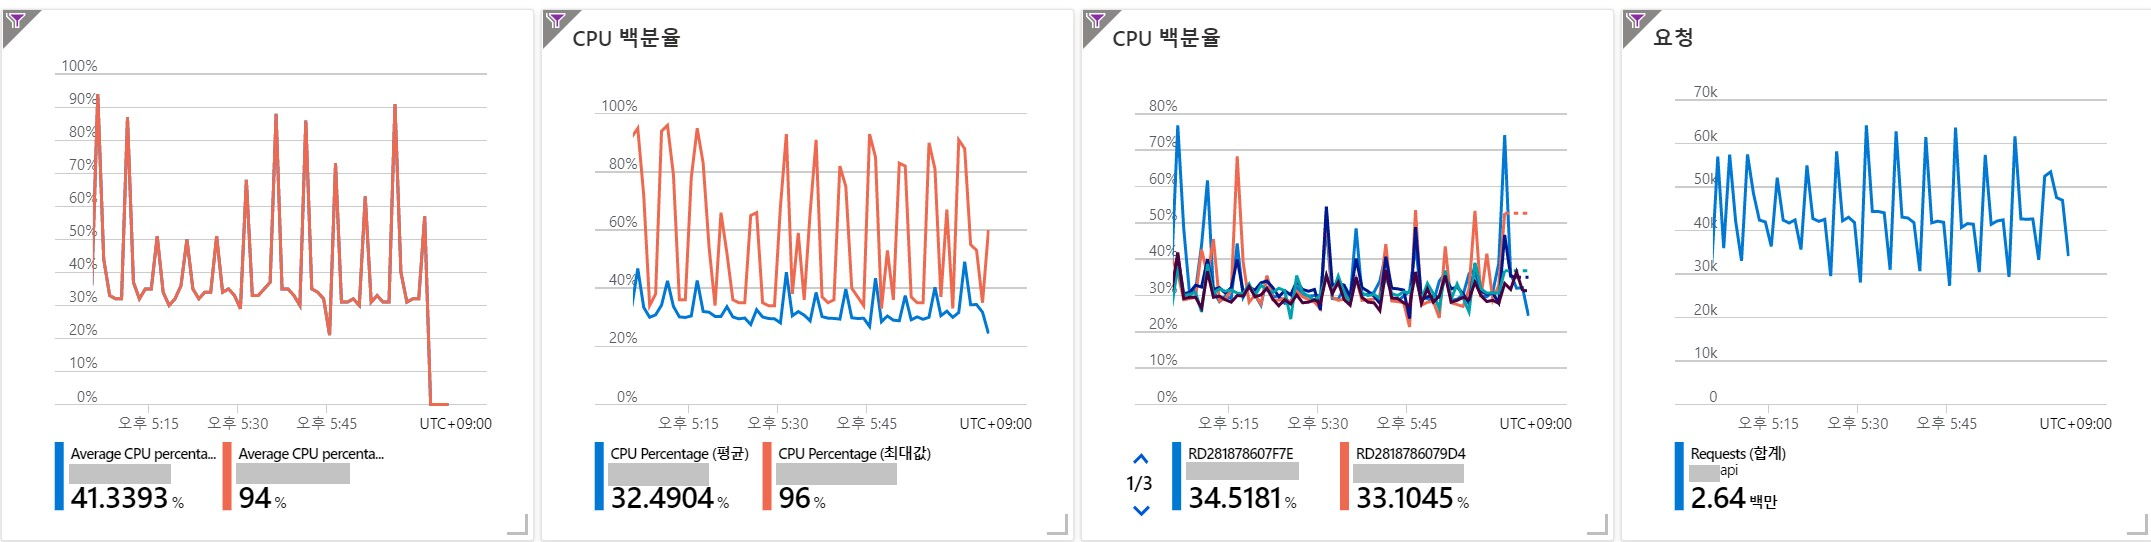 100%
90%
80%
70%
60%
50%
40%
30%
20%
10%
0%
오후 5:15
오후 5:30
오후 5:45
UTC+09:00
Average CPU percenta...
41.3393 %
Average CPU percenta...
94 %
CPU 백분율
100%
80%
60%
40%
20%
0%
오후 5:15
오후 5:30
오후 5:45
UTC+09:00
CPU Percentage (평균)
32.4904 %
CPU Percentage (최대값)
96 %
CPU 백분율
80%
70%
60%
50%
40%
30%
20%
10%
0%
오후 5:15
오후 5:30
오후 5:45
UTC+09:00
1/3
RD281878607F7E
34.5181 %
RD2818786079D4
33.1045 %
요청
70k
60k
50k
40k
30k
20k
10k
0
오후 5:15
오후 5:30
오후 5:45
UTC+09:00
Requests (합계)
api
2.64 백만